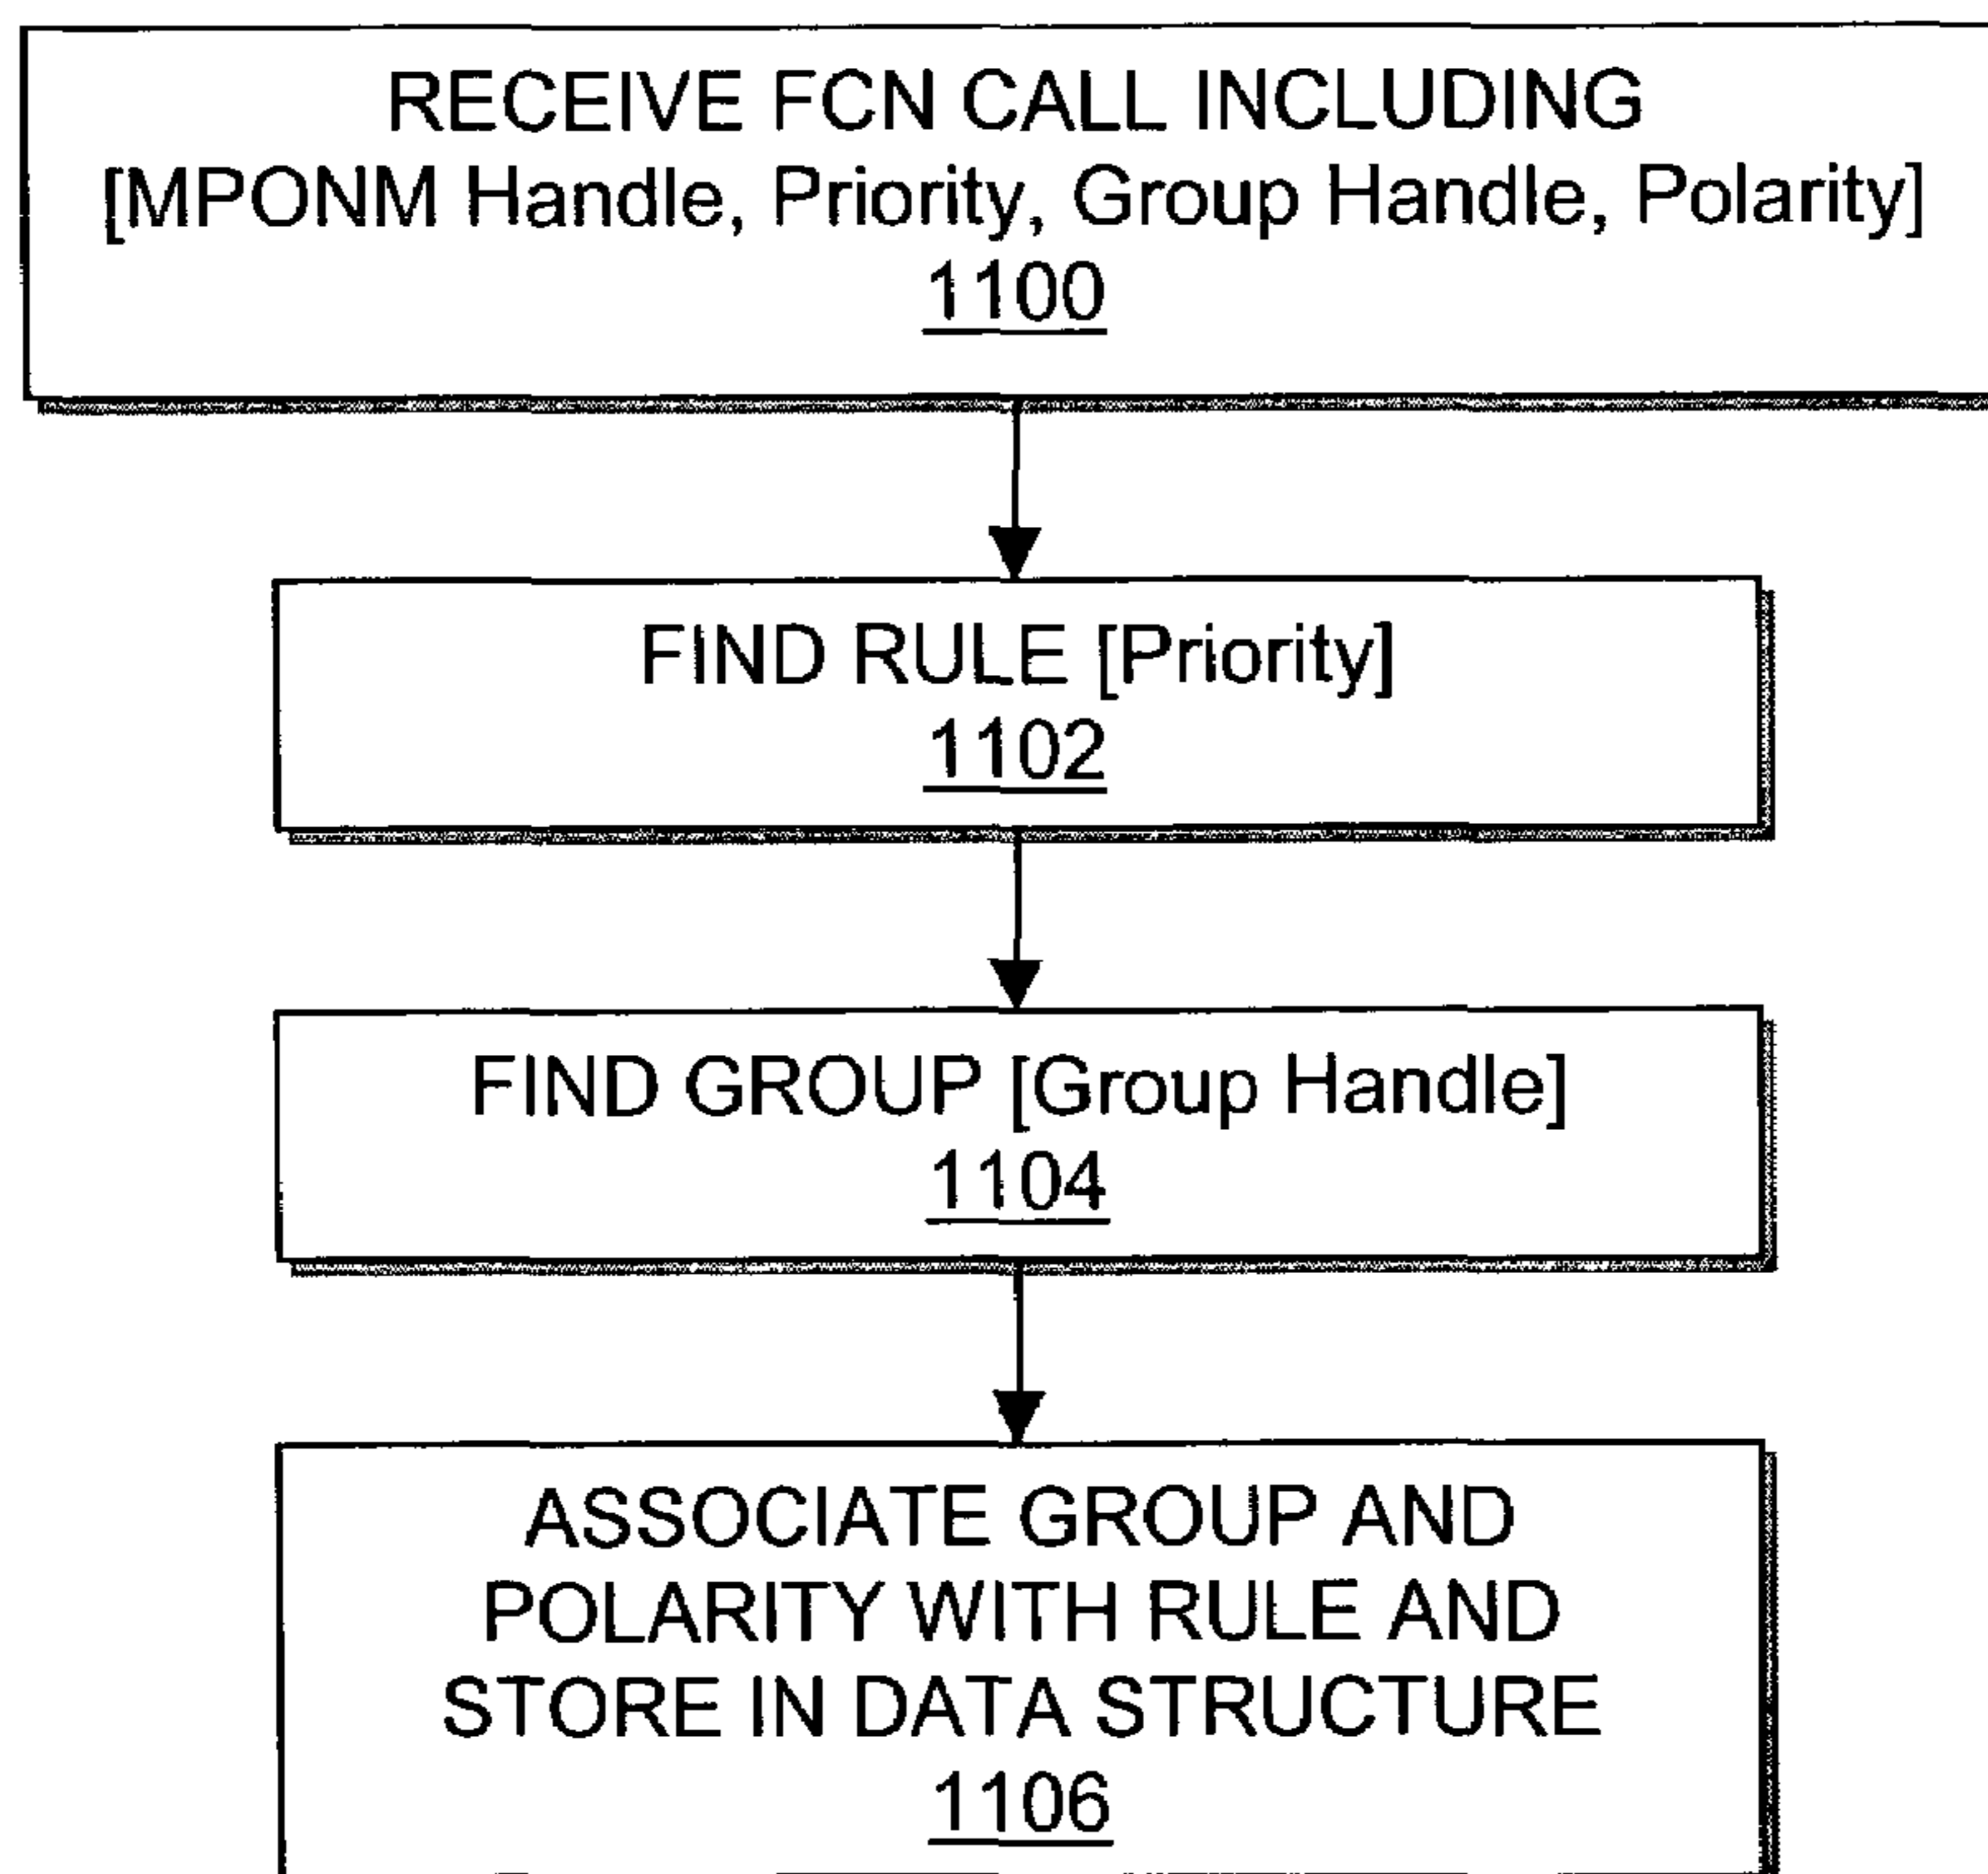 RECEIVE FCN CALL INCLUDING
[MPONM Handle, Priority, Group Handle, Polarity]
1100
FIND RULE [Priority]
1102
FIND GROUP [Group Handle]
1104
ASSOCIATE GROUP AND
POLARITY WITH RULE AND
STORE IN DATA STRUCTURE
1106